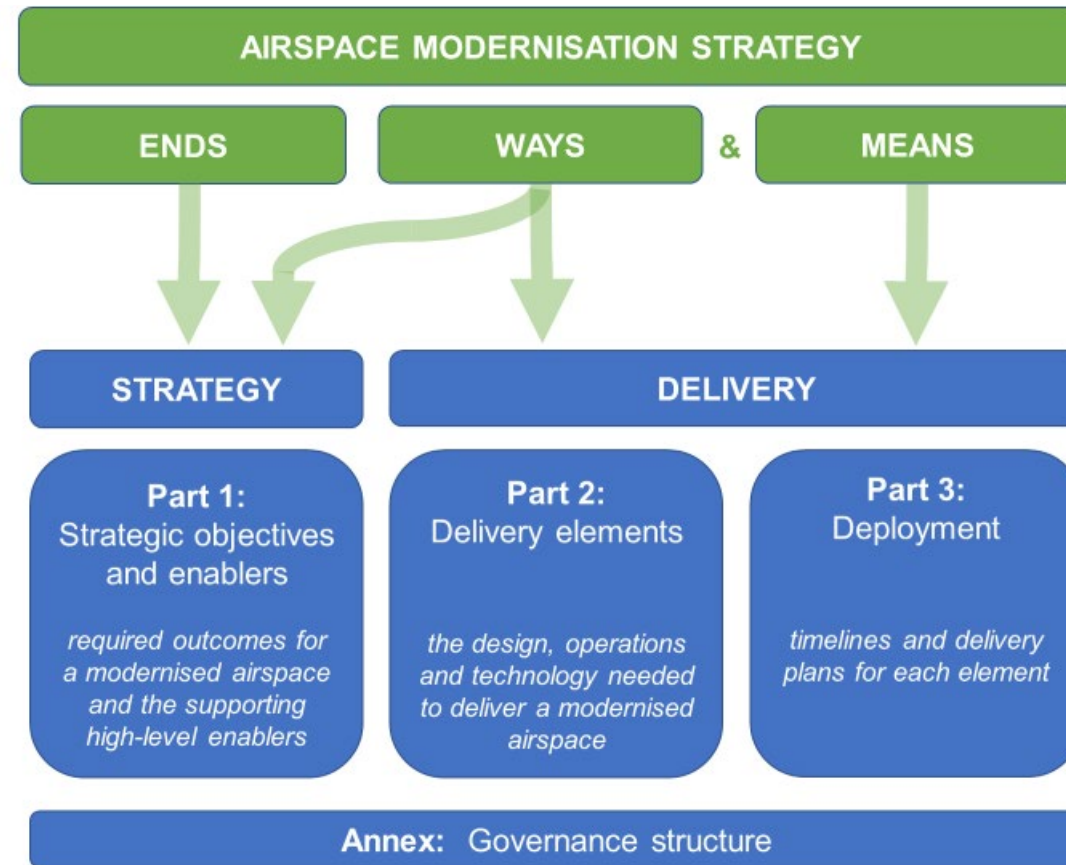 AIRSPACE MODERNISATION STRATEGY
ENDS
WAYS
&
MEANS
STRATEGY
DELIVERY
Part 1:
Strategic objectives
and enablers
required outcomes for
a modernised airspace
and the supporting
high-level enablers
Part 2:
Delivery elements
the design, operations
and technology needed
to deliver a modernised
airspace
Part 3:
Deployment
timelines and delivery
plans for each element
Annex: Governance structure